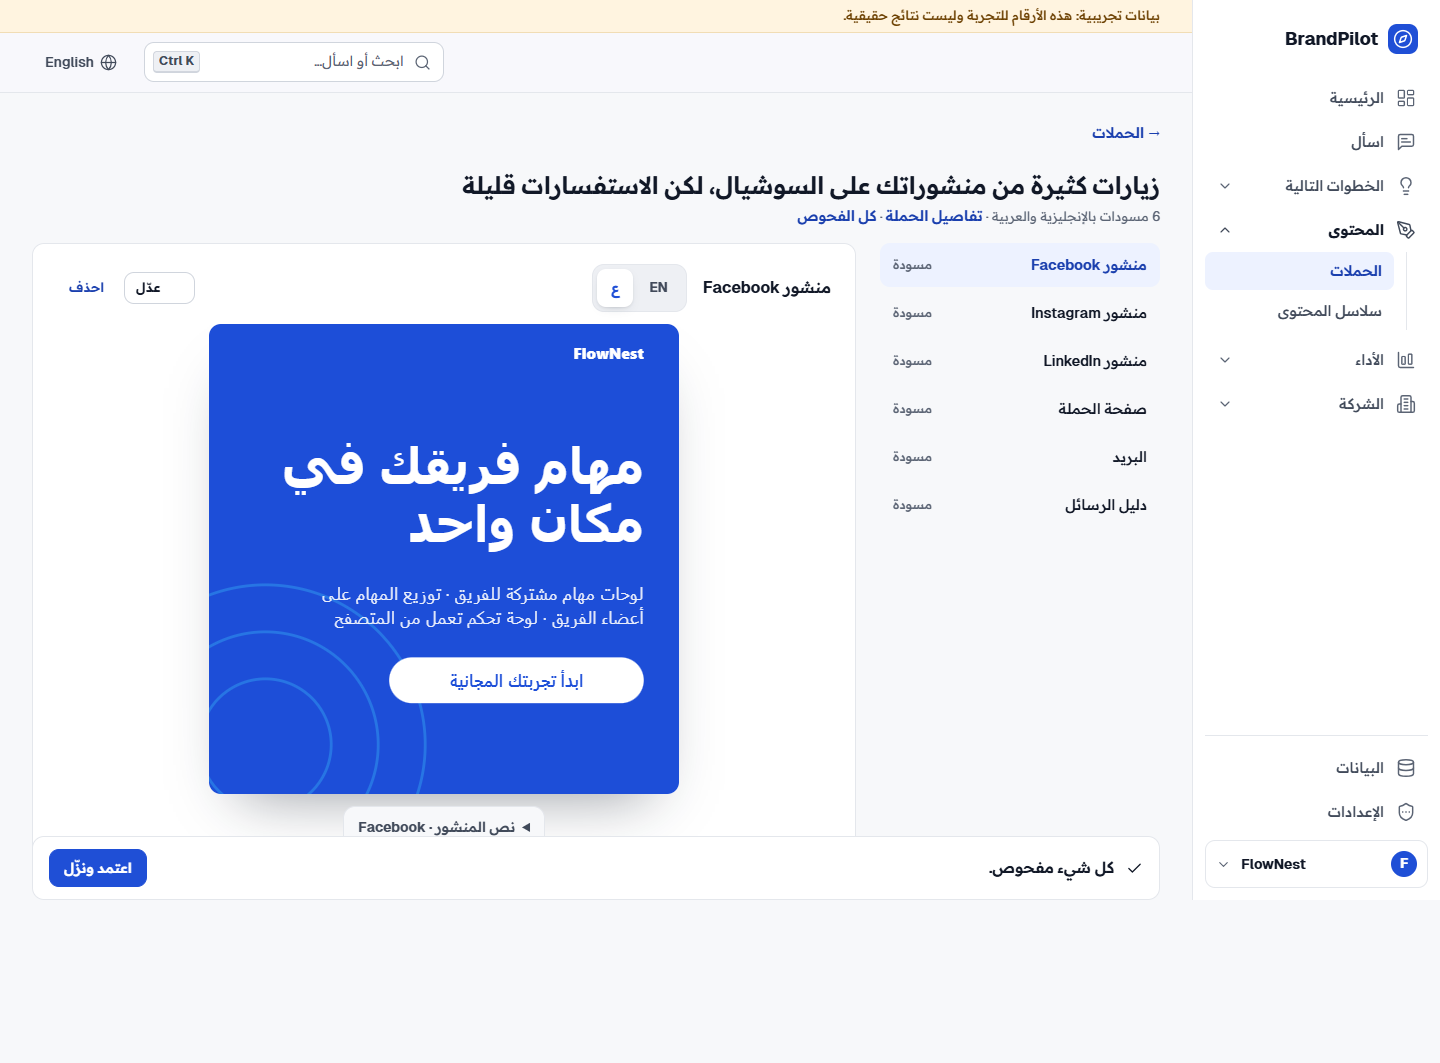 بيانات تجريبية: هذه الأرقام للتجربة وليست نتائج حقيقية.
BrandPilot
الرئيسية
اسأل
الخطوات التالية
المحتوى
الحملات
سلاسل المحتوى
الأداء
الشركة
البيانات
الإعدادات
F FlowNest
ابحث أو اسأل...
Ctrl K
English
→ الحملات
زيارات كثيرة من منشوراتك على السوشيال، لكن الاستفسارات قليلة
6 مسودات بالإنجليزية والعربية · تفاصيل الحملة · كل الفحوص
منشور Facebook مسودة
منشور Instagram مسودة
منشور LinkedIn مسودة
صفحة الحملة مسودة
البريد مسودة
دليل الرسائل مسودة
منشور Facebook
EN ع
عدّل
احذف
FlowNest
مهام فريقك في
مكان واحد
لوحات مهام مشتركة للفريق · توزيع المهام على
أعضاء الفريق · لوحة تحكم تعمل من المتصفح
ابدأ تجربتك المجانية
نص المنشور · Facebook
كل شيء مفحوص.
اعتمد ونزّل